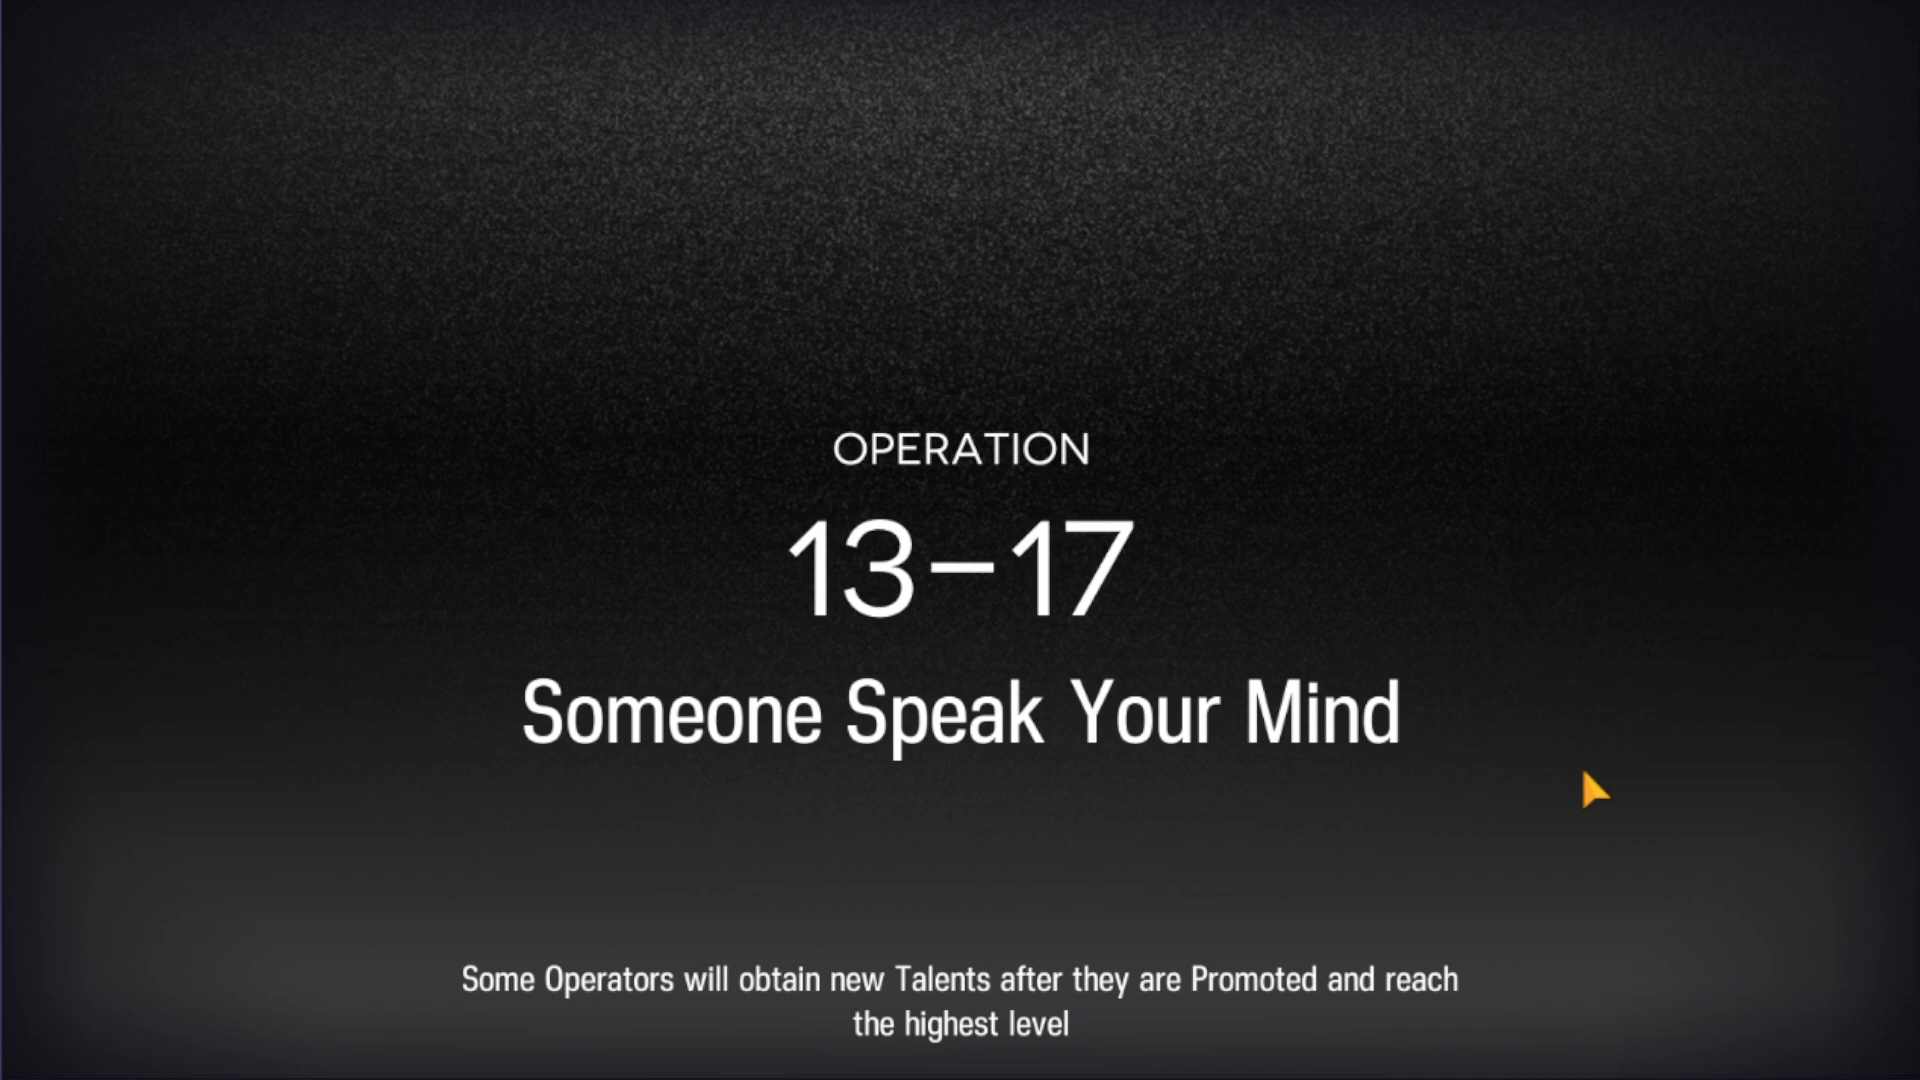 OPERATION
13-17
Someone Speak Your Mind
Some Operators will obtain new Talents after they are Promoted and reach
the highest level